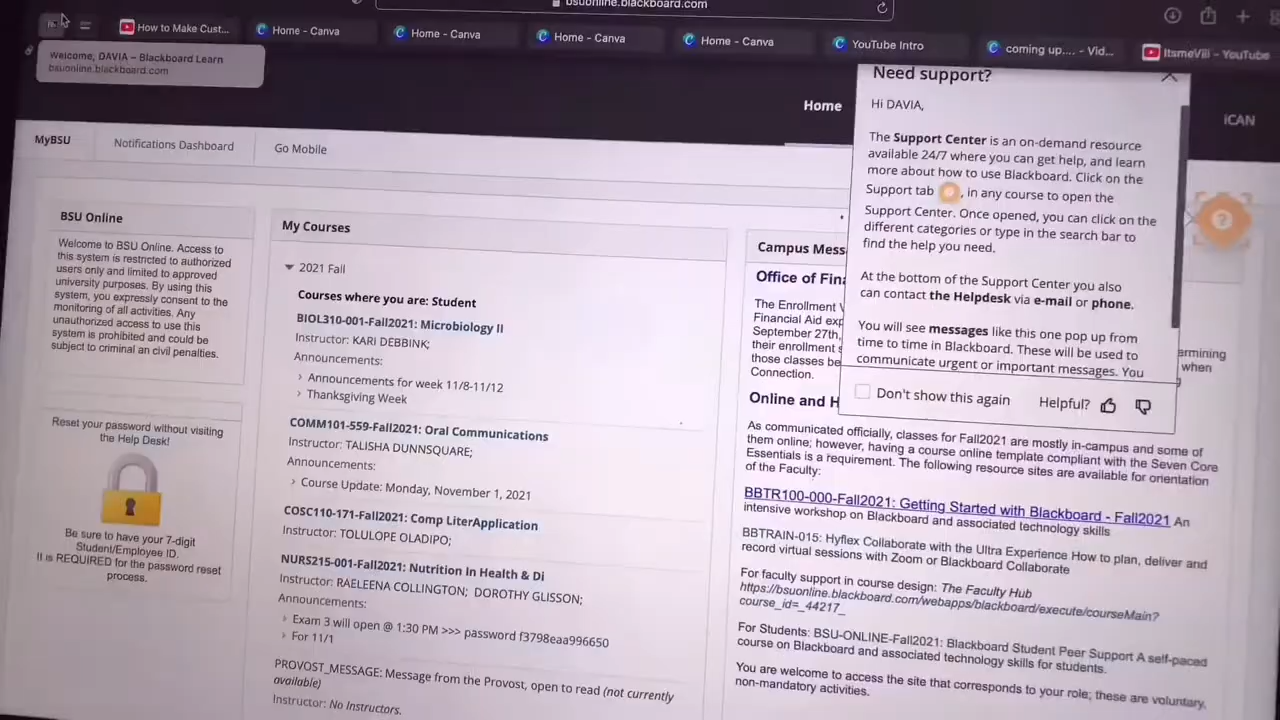 bsuonline.blackboard.com
How to Make Cust...
Home - Canva
Home - Canva
Home - Canva
Home - Canva
YouTube Intro
coming up.... - Vid...
ItsmeVili - YouTube
Welcome, DAVIA – Blackboard Learn
bsuonline.blackboard.com
Home
iCAN
MyBSU
Notifications Dashboard
Go Mobile
BSU Online
Welcome to BSU Online. Access to
this system is restricted to authorized
users only and limited to approved
university purposes. By using this
system, you expressly consent to the
monitoring of all activities. Any
unauthorized access to use this
system is prohibited and could be
subject to criminal an civil penalties.
Reset your password without visiting
the Help Desk!
Be sure to have your 7-digit
Student/Employee ID.
It is REQUIRED for the password reset
process.
My Courses
2021 Fall
Courses where you are: Student
BIOL310-001-Fall2021: Microbiology II
Instructor: KARI DEBBINK;
Announcements:
Announcements for week 11/8-11/12
Thanksgiving Week
COMM101-559-Fall2021: Oral Communications
Instructor: TALISHA DUNNSQUARE;
Announcements:
Course Update: Monday, November 1, 2021
COSC110-171-Fall2021: Comp LiterApplication
Instructor: TOLULOPE OLADIPO;
NURS215-001-Fall2021: Nutrition In Health & Di
Instructor: RAELEENA COLLINGTON; DOROTHY GLISSON;
Announcements:
Exam 3 will open @ 1:30 PM >>> password f3798eaa996650
For 11/1
PROVOST_MESSAGE: Message from the Provost, open to read (not currently
available)
Instructor: No Instructors.
Need support?
Hi DAVIA,
The Support Center is an on-demand resource
available 24/7 where you can get help, and learn
more about how to use Blackboard. Click on the
Support tab , in any course to open the
Support Center. Once opened, you can click on the
different categories or type in the search bar to
find the help you need.
At the bottom of the Support Center you also
can contact the Helpdesk via e-mail or phone.
You will see messages like this one pop up from
time to time in Blackboard. These will be used to
communicate urgent or important messages. You
Don't show this again
Helpful?
Campus Mess
Office of Fina
The Enrollment
Financial Aid exp
September 27th,
their enrollment s
those classes be
Connection.
ermining
when
Online and H
As communicated officially, classes for Fall2021 are mostly in-campus and some of
them online; however, having a course online template compliant with the Seven Core
Essentials is a requirement. The following resource sites are available for orientation
of the Faculty:
BBTR100-000-Fall2021: Getting Started with Blackboard - Fall2021 An
intensive workshop on Blackboard and associated technology skills
BBTRAIN-015: Hyflex Collaborate with the Ultra Experience How to plan, deliver and
record virtual sessions with Zoom or Blackboard Collaborate
For faculty support in course design: The Faculty Hub
https://bsuonline.blackboard.com/webapps/blackboard/execute/courseMain?
course_id=_44217_
For Students: BSU-ONLINE-Fall2021: Blackboard Student Peer Support A self-paced
course on Blackboard and associated technology skills for students.
You are welcome to access the site that corresponds to your role; these are voluntary,
non-mandatory activities.